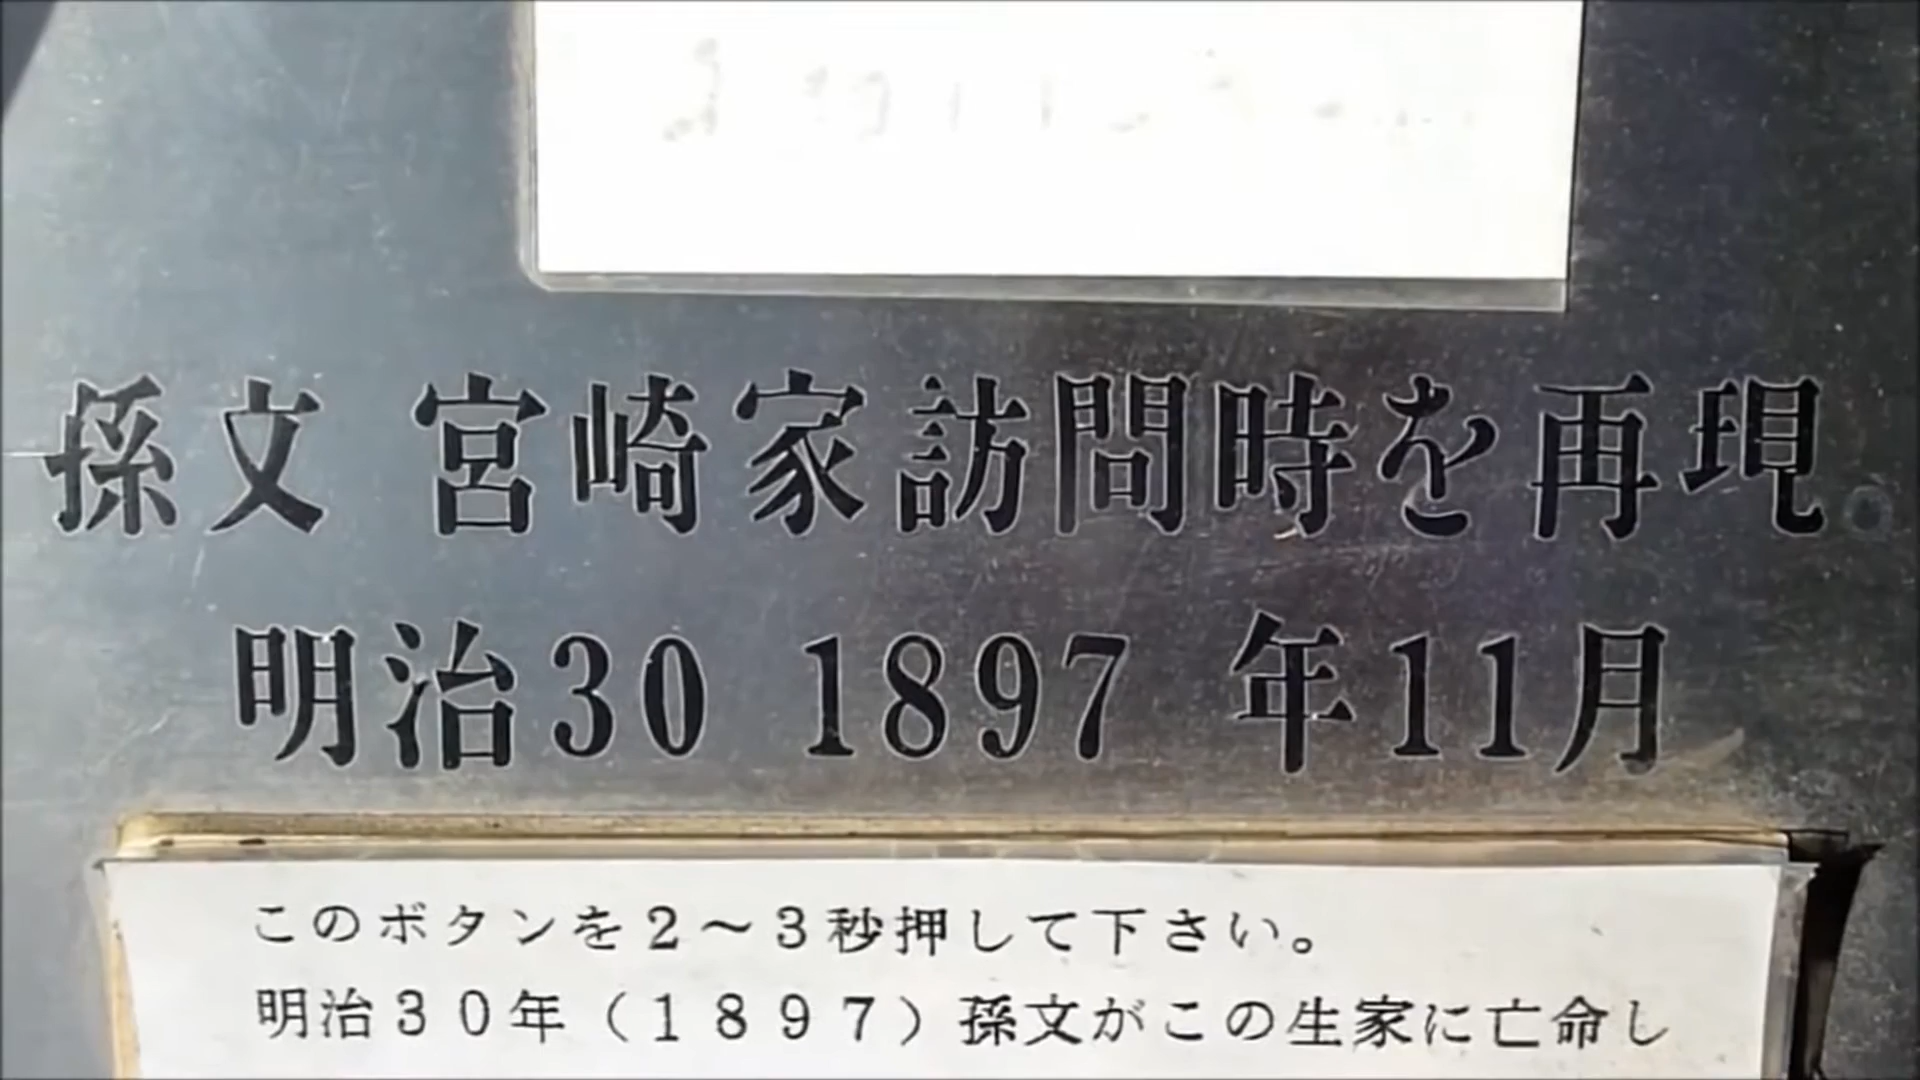 孫文 宮崎家訪問時を再現。
明治30 1897 年11月
このボタンを2～3秒押して下さい。
明治30年(1897)孫文がこの生家に亡命し